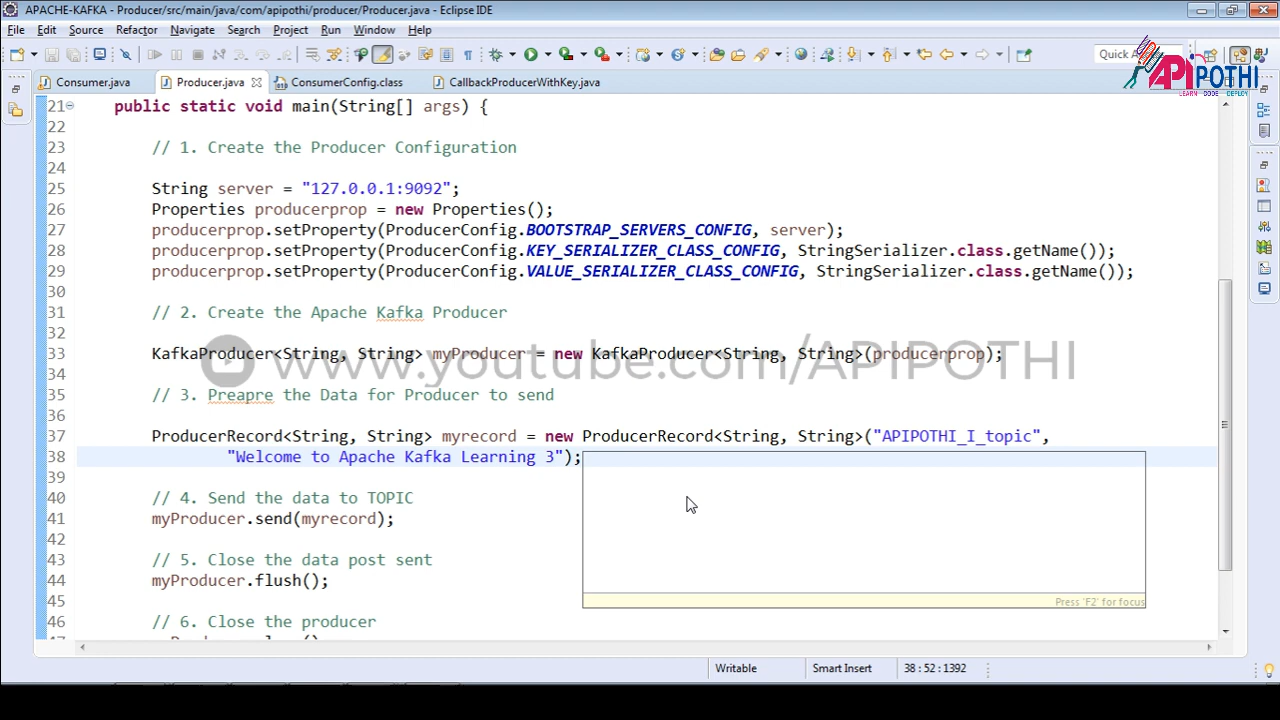 APACHE-KAFKA - Producer/src/main/java/com/apipothi/producer/Producer.java - Eclipse IDE
File Edit Source Refactor Navigate Search Project Run Window Help
Quick A
APIPOTHI
LEARN CODE DEPLOY
Consumer.java Producer.java ConsumerConfig.class CallbackProducerWithKey.java
21 public static void main(String[] args) {
22
23 // 1. Create the Producer Configuration
24
25 String server = "127.0.0.1:9092";
26 Properties producerprop = new Properties();
27 producerprop.setProperty(ProducerConfig.BOOTSTRAP_SERVERS_CONFIG, server);
28 producerprop.setProperty(ProducerConfig.KEY_SERIALIZER_CLASS_CONFIG, StringSerializer.class.getName());
29 producerprop.setProperty(ProducerConfig.VALUE_SERIALIZER_CLASS_CONFIG, StringSerializer.class.getName());
30
31 // 2. Create the Apache Kafka Producer
32
33 KafkaProducer<String, String> myProducer = new KafkaProducer<String, String>(producerprop);
www.youtube.com/APIPOTHI
34
35 // 3. Preapre the Data for Producer to send
36
37 ProducerRecord<String, String> myrecord = new ProducerRecord<String, String>("APIPOTHI_I_topic",
38 "Welcome to Apache Kafka Learning 3");
39
40 // 4. Send the data to TOPIC
41 myProducer.send(myrecord);
42
43 // 5. Close the data post sent
44 myProducer.flush();
45
Press 'F2' for focus
46 // 6. Close the producer
Writable Smart Insert 38 : 52 : 1392